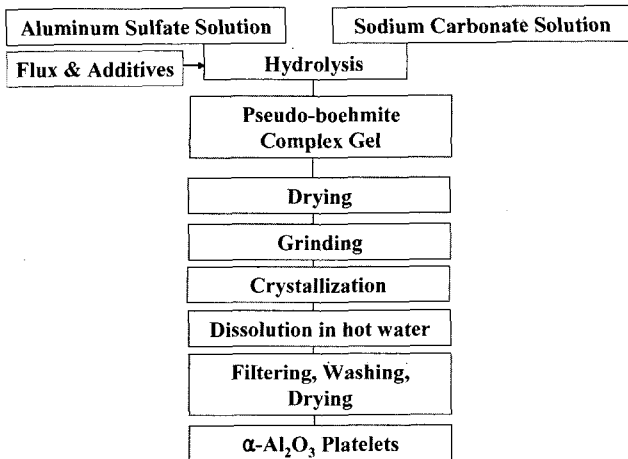 Aluminum Sulfate Solution
Sodium Carbonate Solution
Flux & Additives
Hydrolysis
Pseudo-boehmite
Complex Gel
Drying
Grinding
Crystallization
Dissolution in hot water
Filtering, Washing,
Drying
α-Al₂O₃ Platelets